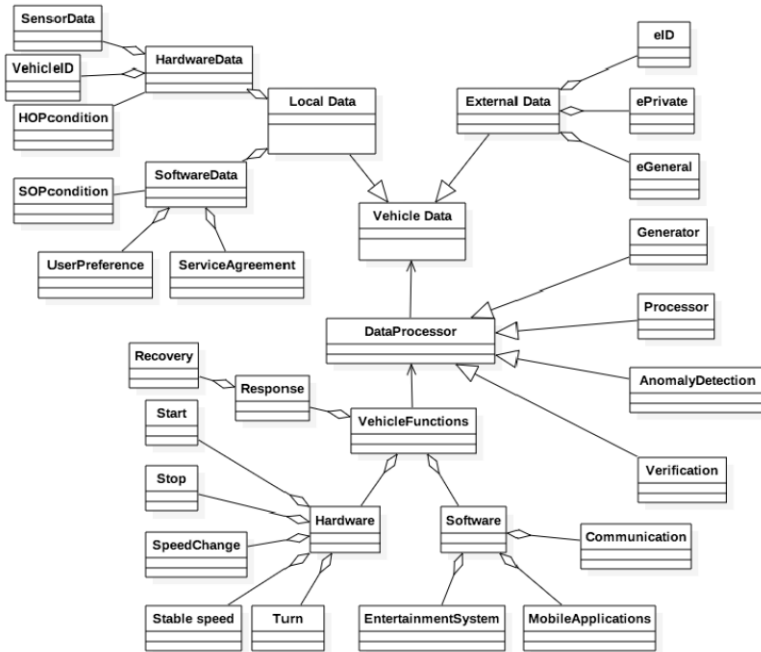 SensorData
HardwareData
VehicleID
HOPcondition
Local Data
External Data
eID
ePrivate
eGeneral
SOPcondition
SoftwareData
UserPreference
ServiceAgreement
Vehicle Data
Generator
Processor
DataProcessor
AnomalyDetection
Recovery
Response
VehicleFunctions
Verification
Start
Stop
SpeedChange
Stable speed
Turn
Hardware
Software
Communication
EntertainmentSystem
MobileApplications